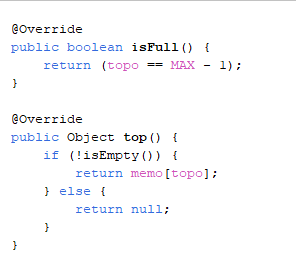 @Override
public boolean isFull() {
    return (topo == MAX - 1);
}

@Override
public Object top() {
    if (!isEmpty()) {
        return memo[topo];
    } else {
        return null;
    }
}